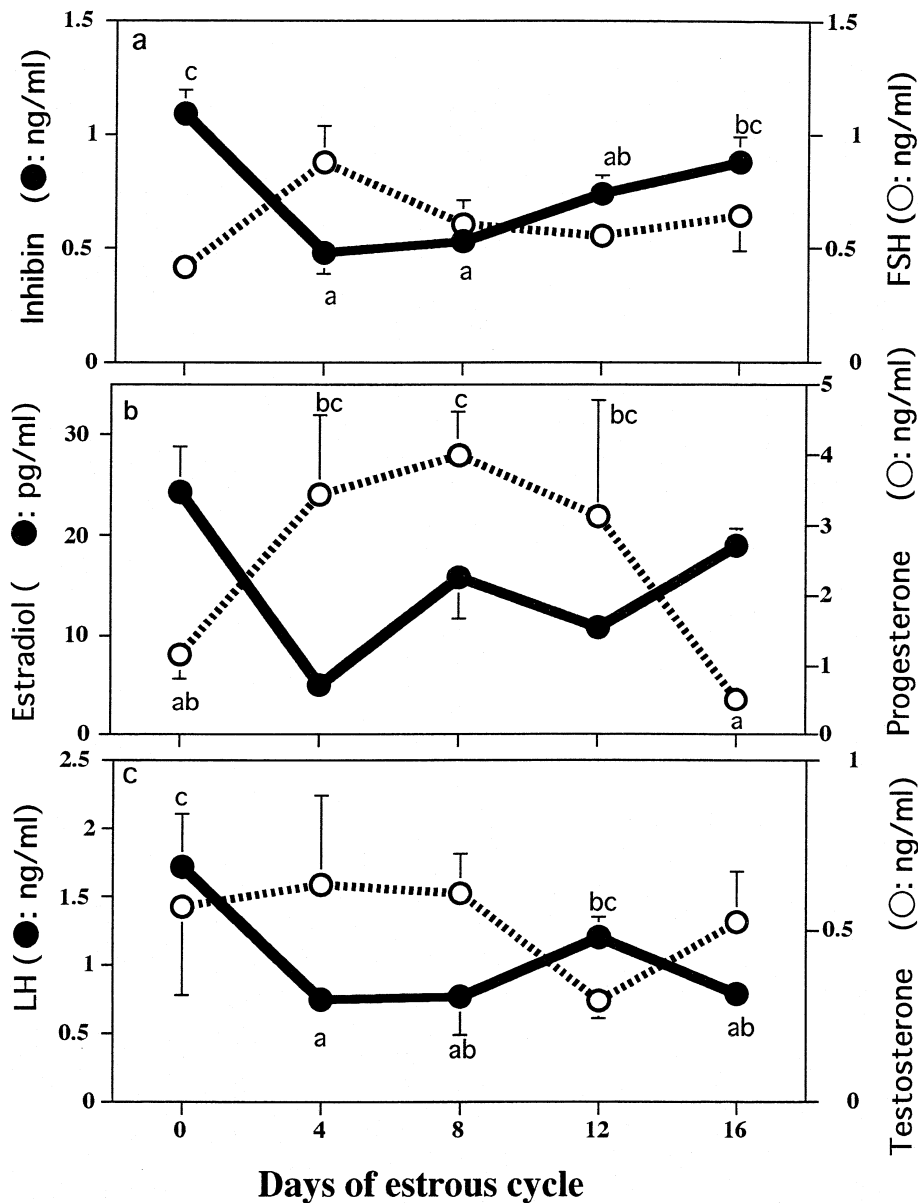 1.5 1.5
a
c
bc
ab
1 1
0.5 0.5
a a
0 0
Inhibin (●: ng/ml)
FSH (○: ng/ml)
b
5
bc c bc
30
4
20
3
2
10
1
ab a
0 0
Estradiol (●: pg/ml)
Progesterone (○: ng/ml)
2.5 1
c
c
2
1.5
bc
0.5
1
a ab ab
0.5
0 0
LH (●: ng/ml)
Testosterone (○: ng/ml)
0 4 8 12 16
Days of estrous cycle